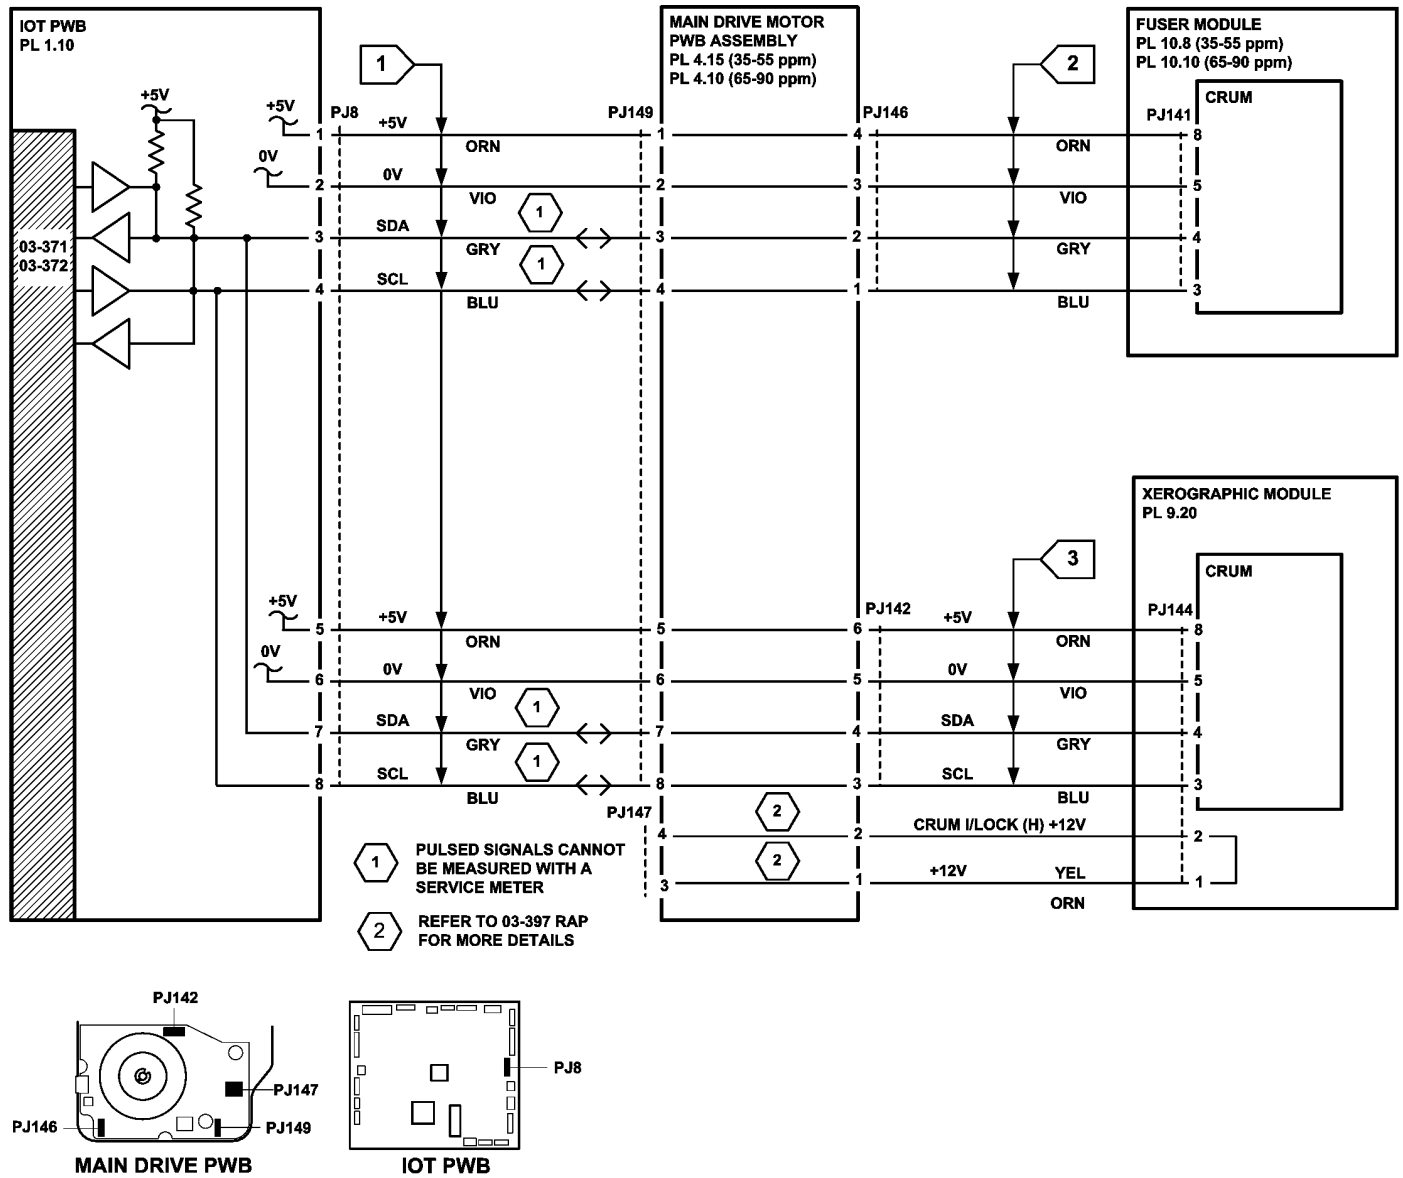 IOT PWB
PL 1.10
+5V
03-371
03-372
+5V
0V
PJ8
1 +5V ORN 1
2 0V VIO 2
3 SDA GRY 3
4 SCL BLU 4
1
1
1
PJ149
MAIN DRIVE MOTOR
PWB ASSEMBLY
PL 4.15 (35-55 ppm)
PL 4.10 (65-90 ppm)
PJ146
2
4 ORN 8
3 VIO 5
2 GRY 4
1 BLU 3
PJ141
FUSER MODULE
PL 10.8 (35-55 ppm)
PL 10.10 (65-90 ppm)
CRUM
+5V
0V
5 +5V ORN 5
6 0V VIO 6
7 SDA GRY 7
8 SCL BLU 8
1
1
PJ147
4
3
2
2
PJ142
3
6 +5V ORN 8
5 0V VIO 5
4 SDA GRY 4
3 SCL BLU 3
2 CRUM I/LOCK (H) +12V 2
1 +12V YEL 1
ORN
PJ144
XEROGRAPHIC MODULE
PL 9.20
CRUM
1 PULSED SIGNALS CANNOT
BE MEASURED WITH A
SERVICE METER
2 REFER TO 03-397 RAP
FOR MORE DETAILS
PJ142
PJ147
PJ146
PJ149
MAIN DRIVE PWB
PJ8
IOT PWB